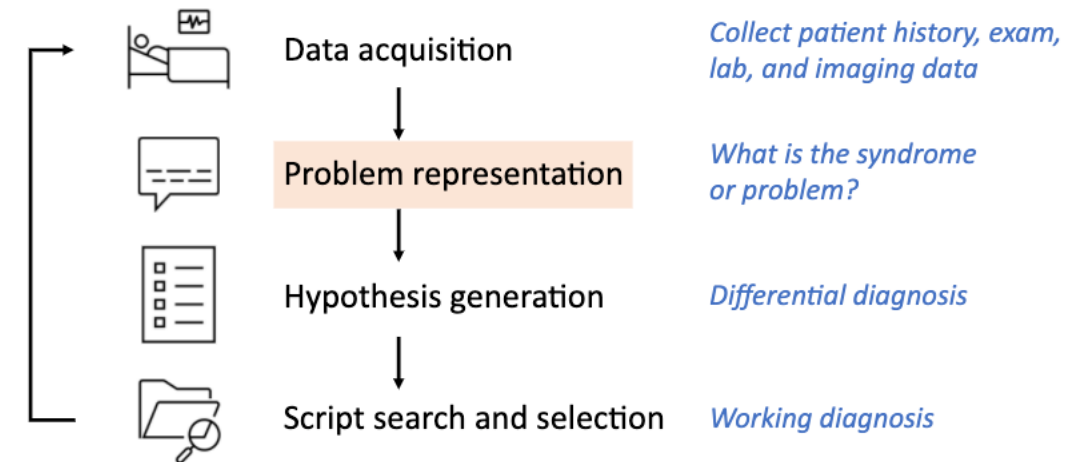 Data acquisition
Collect patient history, exam,
lab, and imaging data
Problem representation
What is the syndrome
or problem?
Hypothesis generation
Differential diagnosis
Script search and selection
Working diagnosis